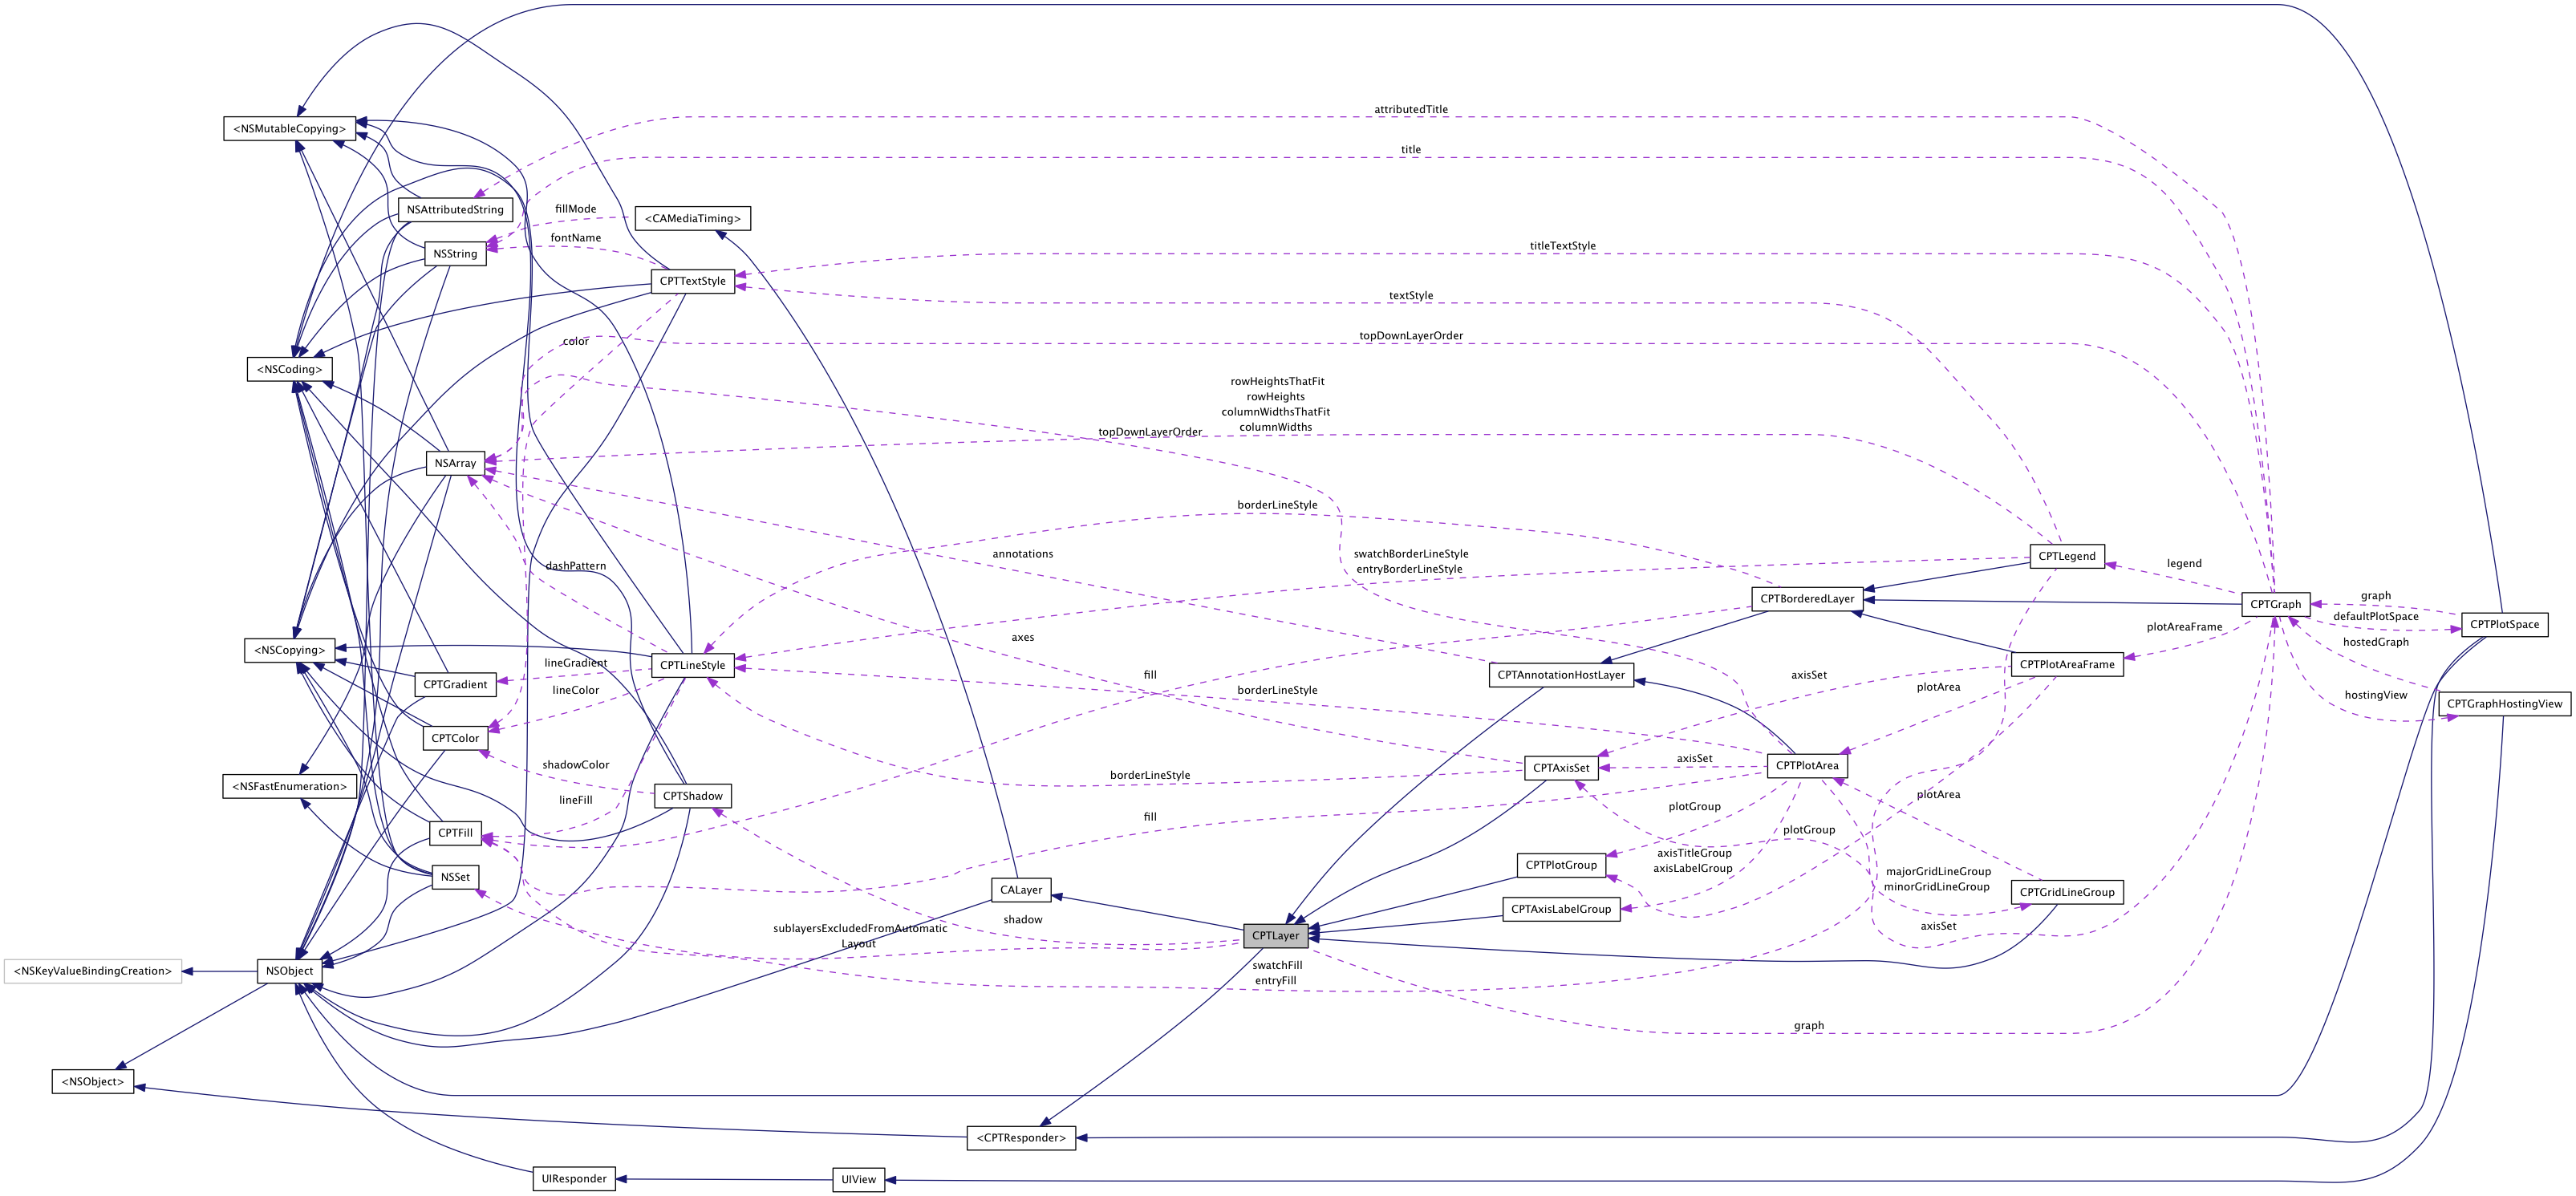 attributedTitle
<NSMutableCopying>
title
NSAttributedString
fillMode
<CAMediaTiming>
NSString
fontName
titleTextStyle
CPTTextStyle
textStyle
color
topDownLayerOrder
<NSCoding>
rowHeightsThatFit
rowHeights
columnWidthsThatFit
columnWidths
topDownLayerOrder
NSArray
borderLineStyle
annotations
swatchBorderLineStyle
entryBorderLineStyle
CPTLegend
dashPattern
legend
CPTBorderedLayer
CPTGraph
graph
defaultPlotSpace
CPTPlotSpace
plotAreaFrame
hostedGraph
axes
<NSCopying>
lineGradient
CPTLineStyle
fill
CPTAnnotationHostLayer
axisSet
CPTPlotAreaFrame
CPTGradient
lineColor
borderLineStyle
plotArea
hostingView
CPTGraphHostingView
CPTColor
shadowColor
borderLineStyle
CPTAxisSet
axisSet
CPTPlotArea
<NSFastEnumeration>
lineFill
CPTShadow
plotGroup
plotArea
fill
plotGroup
CPTFill
axisTitleGroup
axisLabelGroup
CPTPlotGroup
majorGridLineGroup
minorGridLineGroup
NSSet
CALayer
CPTGridLineGroup
CPTAxisLabelGroup
shadow
sublayersExcludedFromAutomatic
Layout
CPTLayer
axisSet
swatchFill
entryFill
<NSKeyValueBindingCreation>
NSObject
graph
<NSObject>
<CPTResponder>
UIResponder
UIView